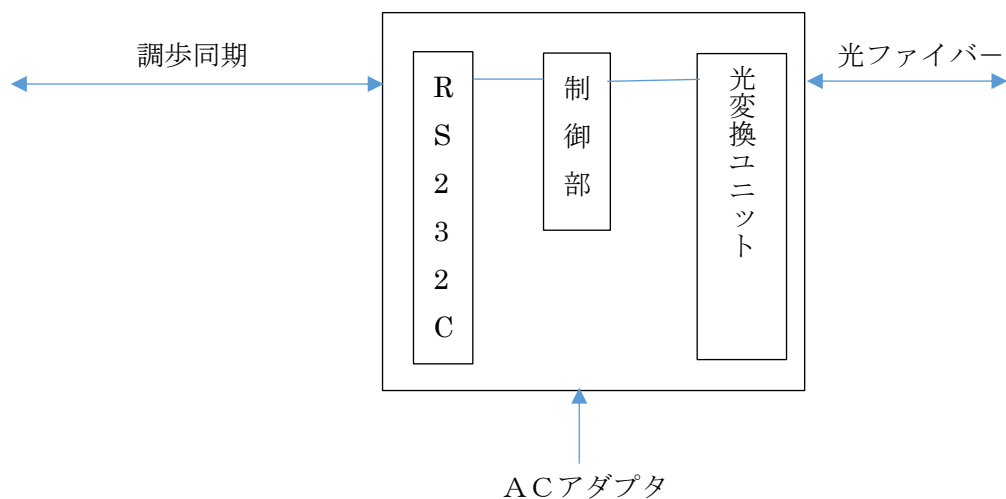 調歩同期
光ファイバー
RS232C
制御部
光変換ユニット
ＡＣアダプタ